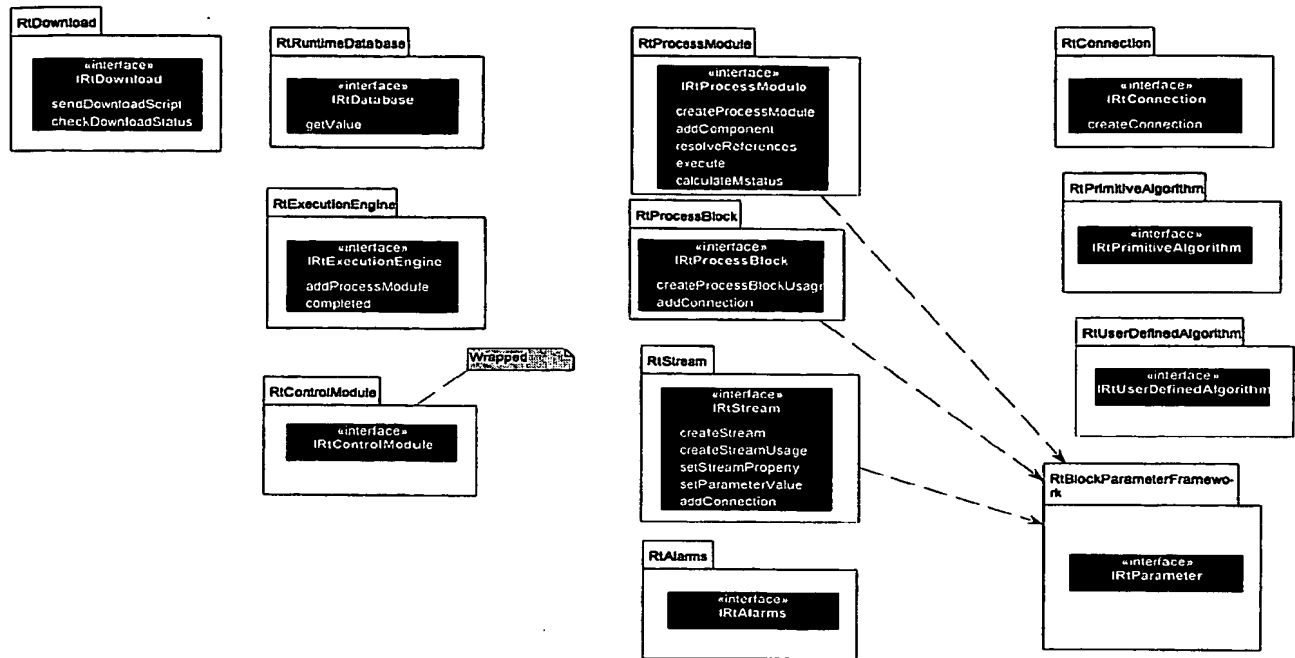 RtDownload
«interface»
IRtDownload
sendDownloadScript
checkDownloadStatus
RtRuntimeDatabase
«interface»
IRtDatabase
getValue
RtExecutionEngine
«interface»
IRtExecutionEngine
addProcessModule
completed
Wrapped
RtControlModule
«interface»
IRtControlModule
RtProcessModule
«interface»
IRtProcessModule
createProcessModule
addComponent
resolveReferences
execute
calculateMstatus
RtProcessBlock
«interface»
IRtProcessBlock
createProcessBlockUsagr
addConnection
RtStream
«interface»
IRtStream
createStream
createStreamUsage
setStreamProperty
setParameterValue
addConnection
RtAlarms
«interface»
IRtAlarms
RtConnection
«interface»
IRtConnection
createConnection
RtPrimitiveAlgorithm
«interface»
IRtPrimitiveAlgorithm
RtUserDefinedAlgorithm
«interface»
IRtUserDefinedAlgorithm
RtBlockParameterFramewo-
rk
«interface»
IRtParameter